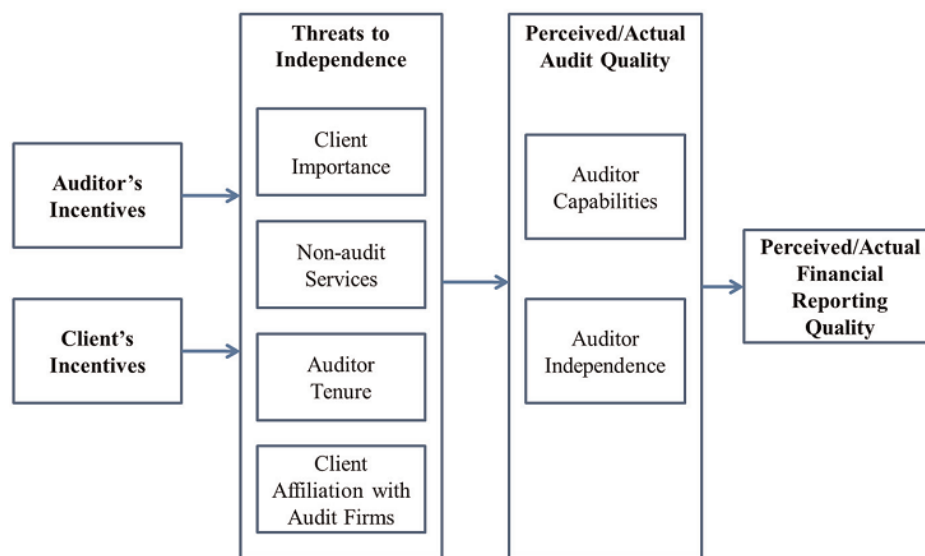 Auditor's
Incentives
Client's
Incentives
Threats to
Independence
Client
Importance
Non-audit
Services
Auditor
Tenure
Client
Affiliation with
Audit Firms
Perceived/Actual
Audit Quality
Auditor
Capabilities
Auditor
Independence
Perceived/Actual
Financial
Reporting
Quality